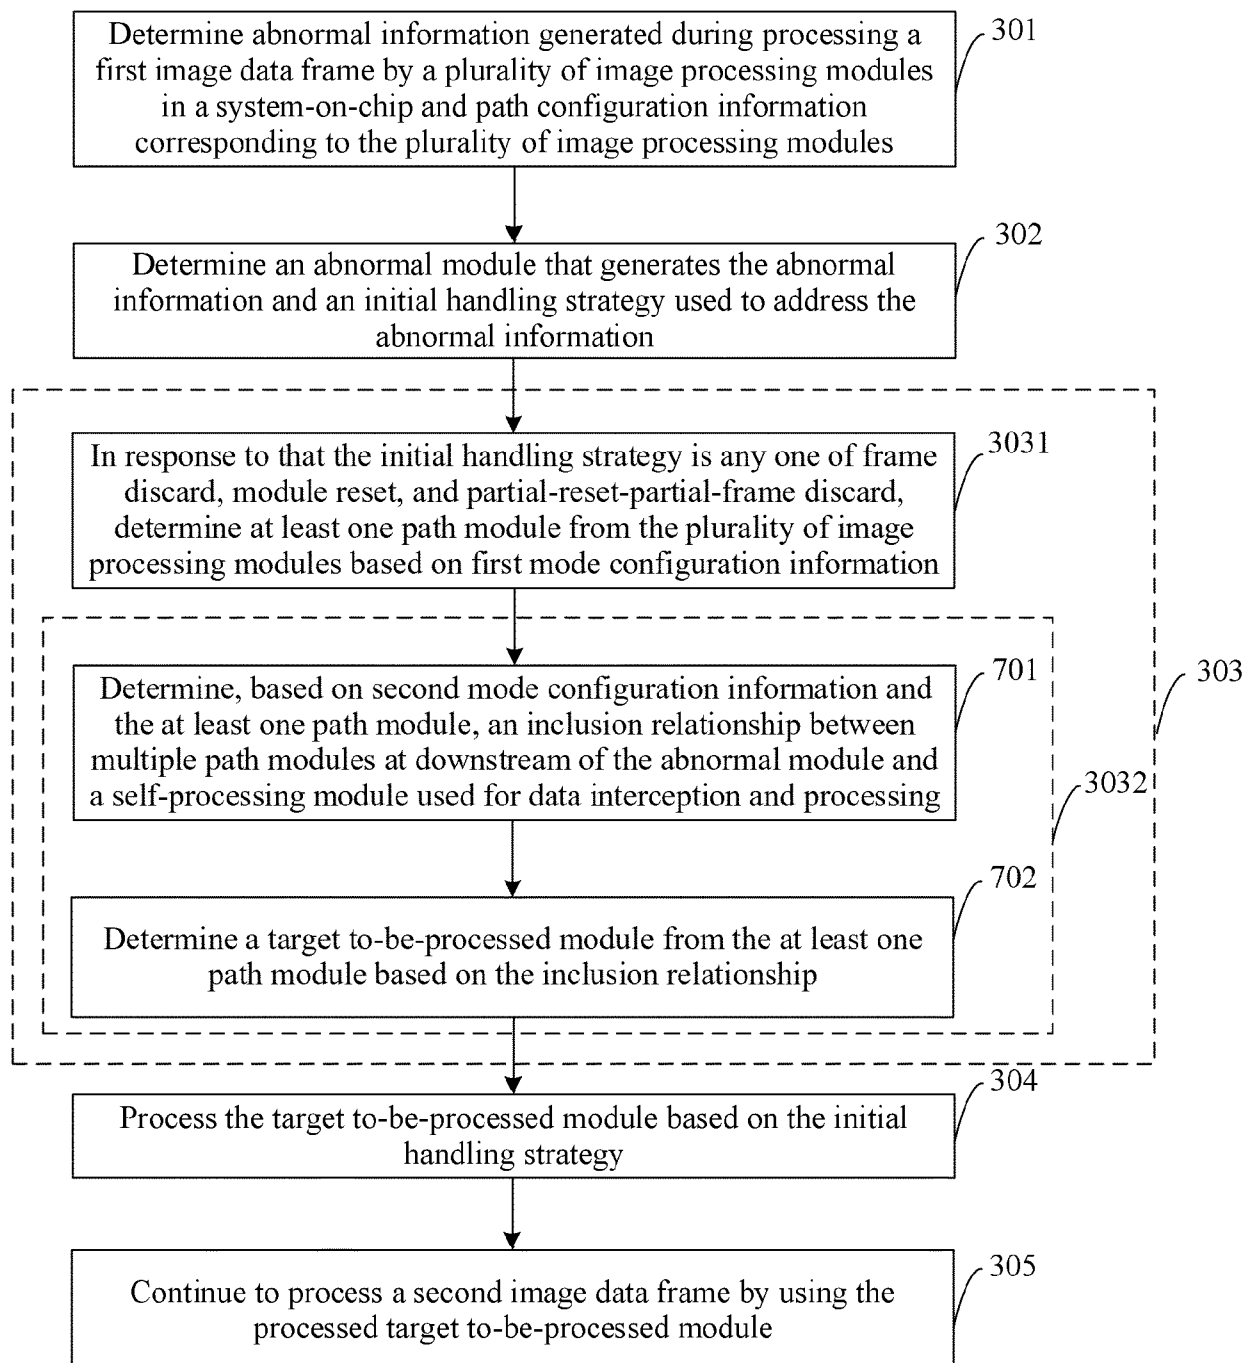 Determine abnormal information generated during processing a
first image data frame by a plurality of image processing modules
in a system-on-chip and path configuration information
corresponding to the plurality of image processing modules
301
Determine an abnormal module that generates the abnormal
information and an initial handling strategy used to address the
abnormal information
302
In response to that the initial handling strategy is any one of frame
discard, module reset, and partial-reset-partial-frame discard,
determine at least one path module from the plurality of image
processing modules based on first mode configuration information
3031
Determine, based on second mode configuration information and
the at least one path module, an inclusion relationship between
multiple path modules at downstream of the abnormal module and
a self-processing module used for data interception and processing
701
303
3032
Determine a target to-be-processed module from the at least one
path module based on the inclusion relationship
702
Process the target to-be-processed module based on the initial
handling strategy
304
Continue to process a second image data frame by using the
processed target to-be-processed module
305